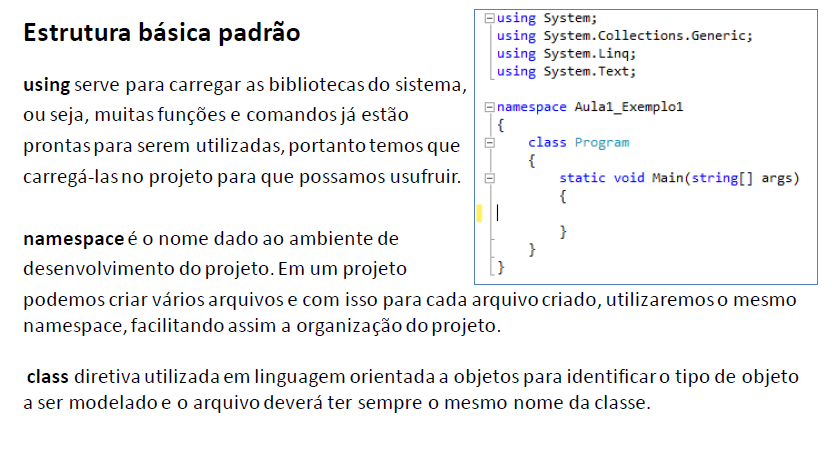 Estrutura básica padrão
using serve para carregar as bibliotecas do sistema,
ou seja, muitas funções e comandos já estão
prontas para serem utilizadas, portanto temos que
carregá-las no projeto para que possamos usufruir.
namespace é o nome dado ao ambiente de
desenvolvimento do projeto. Em um projeto
podemos criar vários arquivos e com isso para cada arquivo criado, utilizaremos o mesmo
namespace, facilitando assim a organização do projeto.
class diretiva utilizada em linguagem orientada a objetos para identificar o tipo de objeto
a ser modelado e o arquivo deverá ter sempre o mesmo nome da classe.
using System;
using System.Collections.Generic;
using System.Linq;
using System.Text;
namespace Aula1_Exemplo1
{
class Program
{
static void Main(string[] args)
{
}
}
}